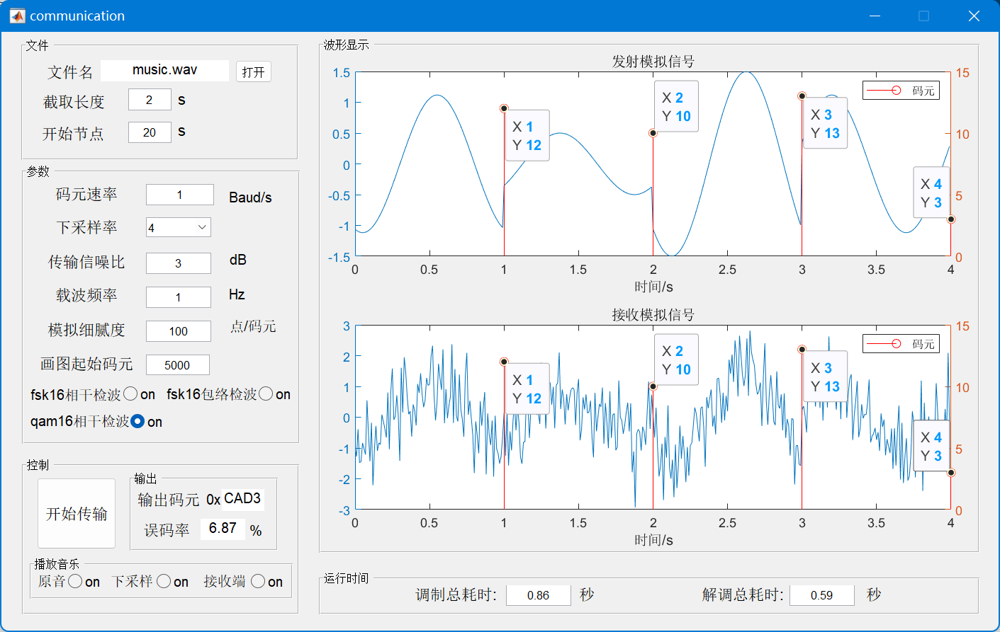 communication
文件
文件名 music.wav 打开
截取长度 2 s
开始节点 20 s
参数
码元速率 1 Baud/s
下采样率 4
传输信噪比 3 dB
载波频率 1 Hz
模拟细腻度 100 点/码元
画图起始码元 5000
fsk16相干检波 on fsk16包络检波 on
qam16相干检波 on
控制
开始传输
输出
输出码元 0x CAD3
误码率 6.87 %
播放音乐
原音 on 下采样 on 接收端 on
波形显示
发射模拟信号
1.5
1
0.5
0
-0.5
-1
-1.5
15
10
5
0
码元
X 1
Y 12
X 2
Y 10
X 3
Y 13
X 4
Y 3
0 0.5 1 1.5 2 2.5 3 3.5 4
时间/s
接收模拟信号
3
2
1
0
-1
-2
-3
15
10
5
0
码元
X 1
Y 12
X 2
Y 10
X 3
Y 13
X 4
Y 3
0 0.5 1 1.5 2 2.5 3 3.5 4
时间/s
运行时间
调制总耗时: 0.86 秒 解调总耗时: 0.59 秒